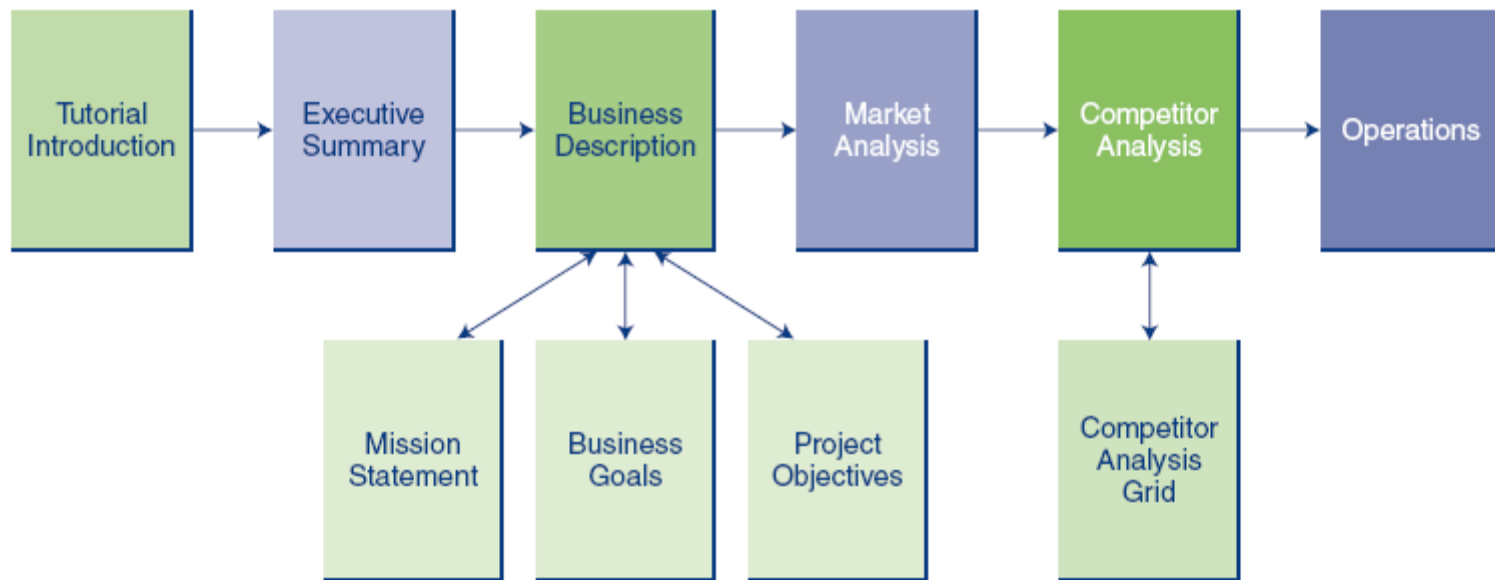 Tutorial
Introduction
Executive
Summary
Business
Description
Market
Analysis
Competitor
Analysis
Operations
Mission
Statement
Business
Goals
Project
Objectives
Competitor
Analysis
Grid